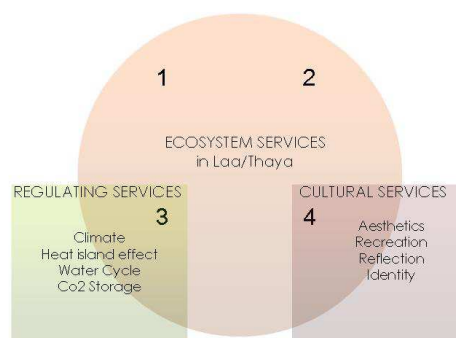 1
2
ECOSYSTEM SERVICES
in Laa/Thaya
REGULATING SERVICES
3
Climate
Heat island effect
Water Cycle
Co2 Storage
CULTURAL SERVICES
4
Aesthetics
Recreation
Reflection
Identity